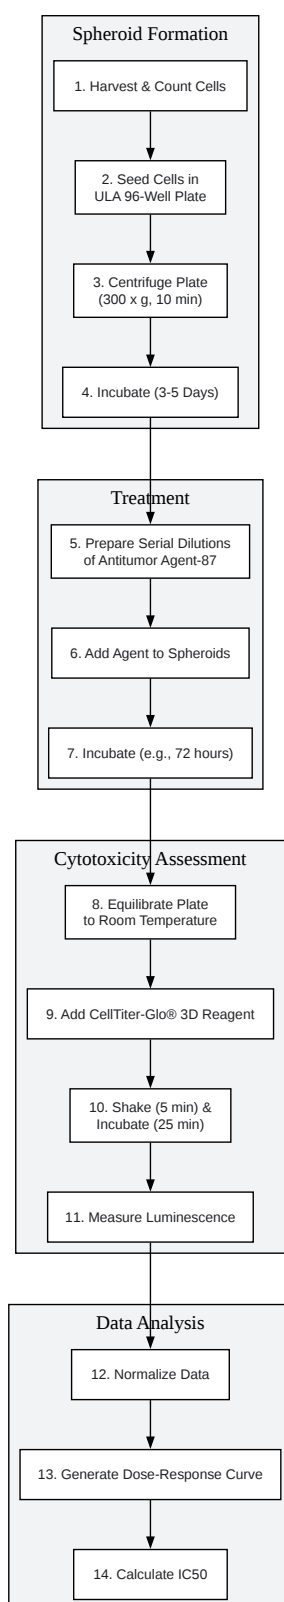 Spheroid Formation
1. Harvest & Count Cells
2. Seed Cells in
ULA 96-Well Plate
3. Centrifuge Plate
(300 x g, 10 min)
4. Incubate (3-5 Days)
Treatment
5. Prepare Serial Dilutions
of Antitumor Agent-87
6. Add Agent to Spheroids
7. Incubate (e.g., 72 hours)
Cytotoxicity Assessment
8. Equilibrate Plate
to Room Temperature
9. Add CellTiter-Glo® 3D Reagent
10. Shake (5 min) &
Incubate (25 min)
11. Measure Luminescence
Data Analysis
12. Normalize Data
13. Generate Dose-Response Curve
14. Calculate IC50